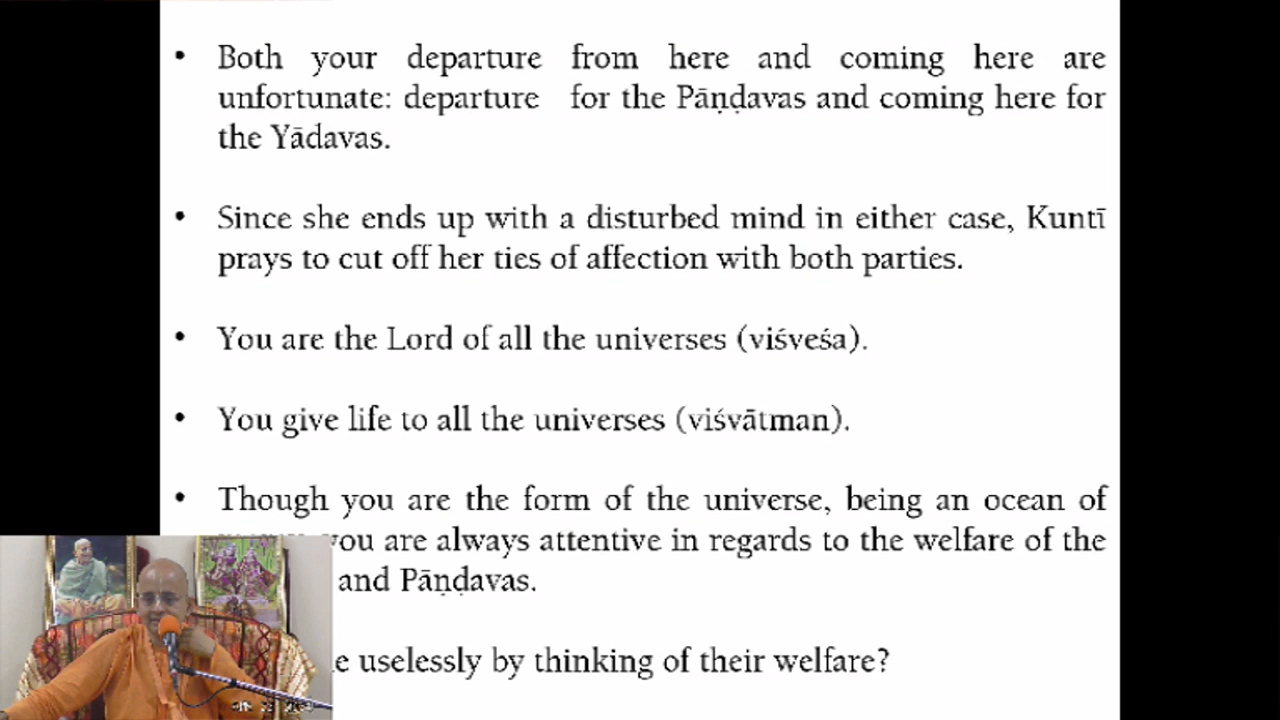 • Both your departure from here and coming here are
unfortunate: departure for the Pāṇḍavas and coming here for
the Yādavas.
• Since she ends up with a disturbed mind in either case, Kuntī
prays to cut off her ties of affection with both parties.
• You are the Lord of all the universes (viśveśa).
• You give life to all the universes (viśvātman).
• Though you are the form of the universe, being an ocean of
you are always attentive in regards to the welfare of the
and Pāṇḍavas.
uselessly by thinking of their welfare?